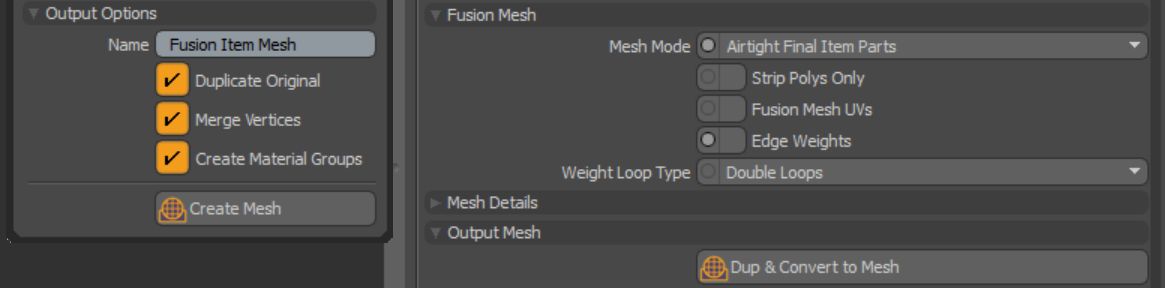 Output Options
Name Fusion Item Mesh
Duplicate Original
Merge Vertices
Create Material Groups
Create Mesh
Fusion Mesh
Mesh Mode Airtight Final Item Parts
Strip Polys Only
Fusion Mesh UVs
Edge Weights
Weight Loop Type Double Loops
Mesh Details
Output Mesh
Dup & Convert to Mesh